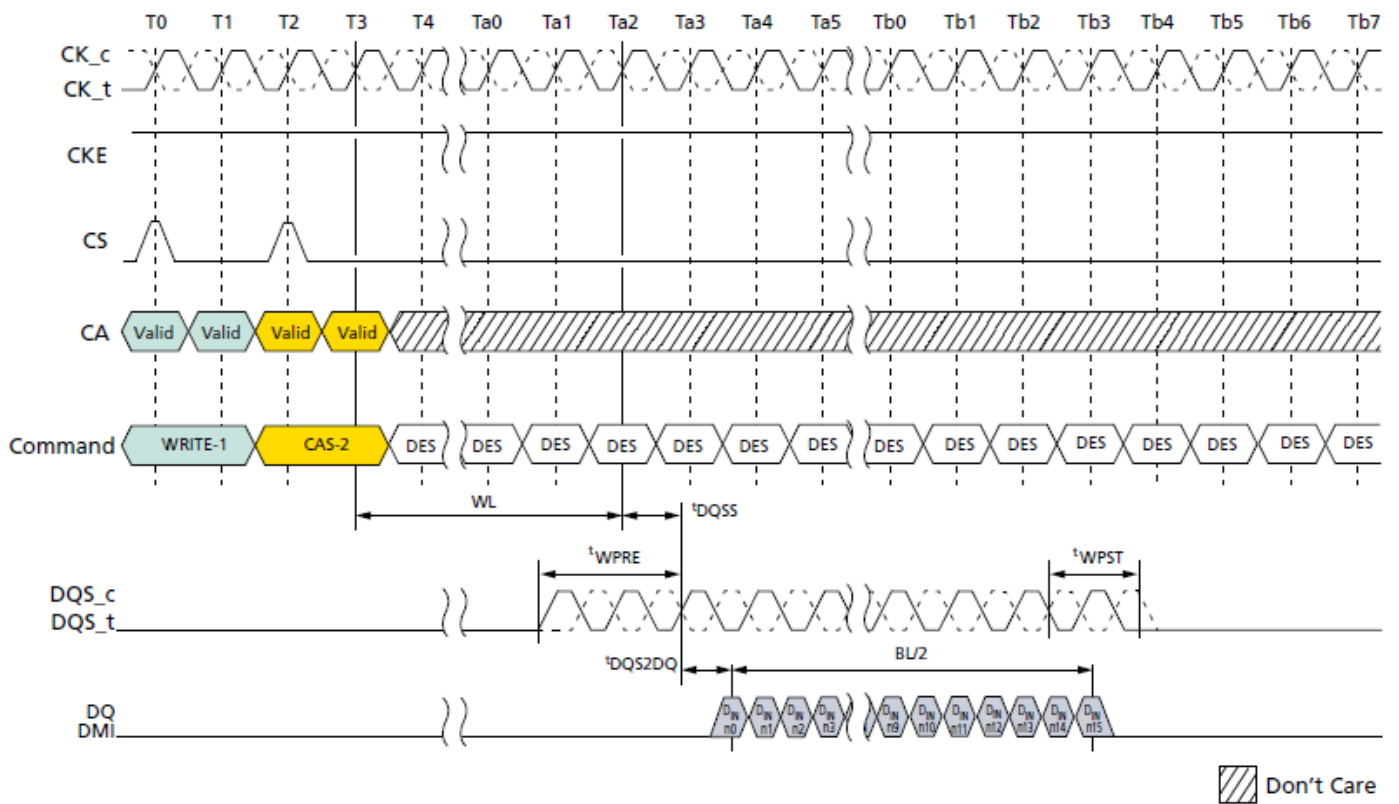 T0 T1 T2 T3 T4 Ta0 Ta1 Ta2 Ta3 Ta4 Ta5 Tb0 Tb1 Tb2 Tb3 Tb4 Tb5 Tb6 Tb7
CK_c
CK_t
CKE
CS
CA Valid Valid Valid Valid
Command WRITE-1 CAS-2 DES DES DES DES DES DES DES DES DES DES DES DES DES DES DES
WL tDQSS
tWPRE tWPST
DQS_c
DQS_t
tDQS2DQ BL/2
DQ
DMI
DIN n0 DIN n1 DIN n2 DIN n3 DIN n9 DIN n10 DIN n11 DIN n12 DIN n13 DIN n14 DIN n15
Don't Care